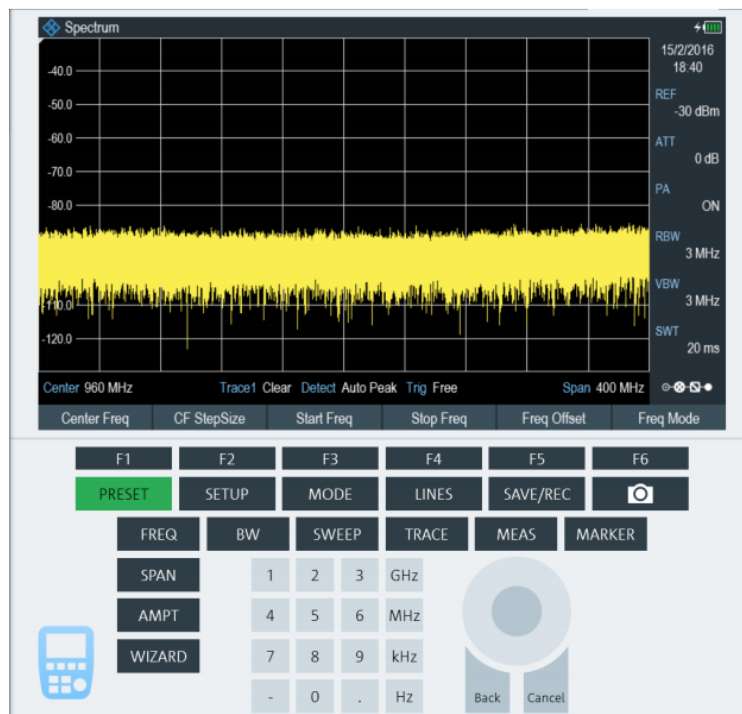 Spectrum
15/2/2016
18:40
-40.0
-50.0
-60.0
-70.0
-80.0
-110.0
-120.0
REF
-30 dBm
ATT
0 dB
PA
ON
RBW
3 MHz
VBW
3 MHz
SWT
20 ms
Center 960 MHz Trace1 Clear Detect Auto Peak Trig Free Span 400 MHz
Center Freq CF StepSize Start Freq Stop Freq Freq Offset Freq Mode
F1 F2 F3 F4 F5 F6
PRESET SETUP MODE LINES SAVE/REC
FREQ BW SWEEP TRACE MEAS MARKER
SPAN 1 2 3 GHz
AMPT 4 5 6 MHz
WIZARD 7 8 9 kHz
- 0 . Hz Back Cancel